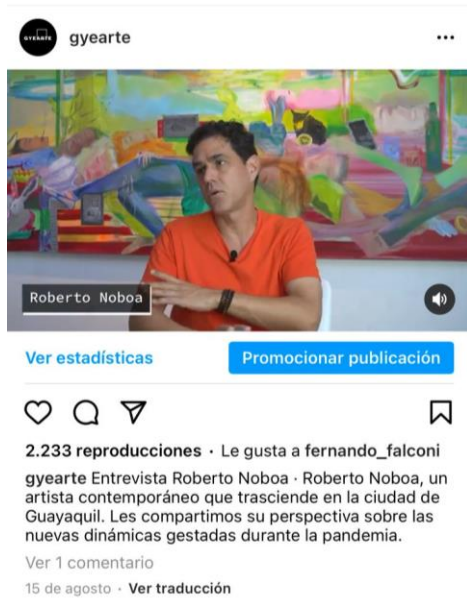 GYEARTE
gyearte
Roberto Noboa
Ver estadísticas
Promocionar publicación
2.233 reproducciones · Le gusta a fernando_falconi
gyearte Entrevista Roberto Noboa · Roberto Noboa, un
artista contemporáneo que trasciende en la ciudad de
Guayaquil. Les compartimos su perspectiva sobre las
nuevas dinámicas gestadas durante la pandemia.
Ver 1 comentario
15 de agosto · Ver traducción